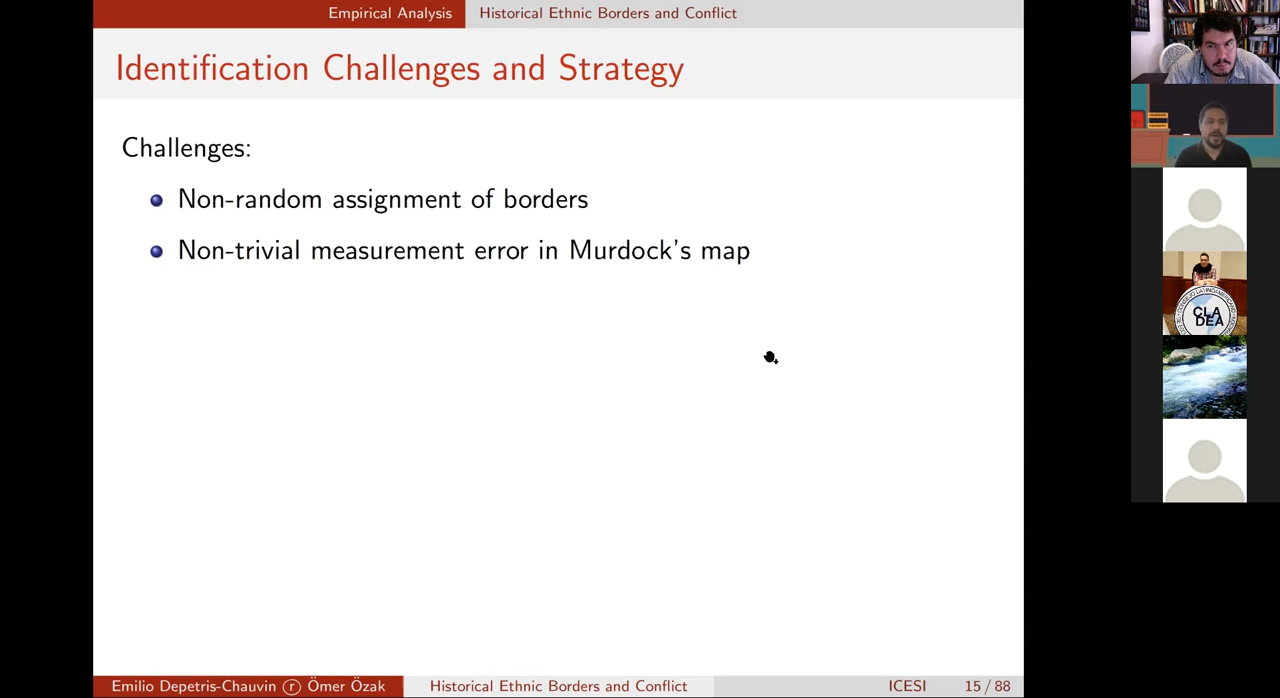 Empirical Analysis Historical Ethnic Borders and Conflict
Identification Challenges and Strategy
Challenges:
Non-random assignment of borders
Non-trivial measurement error in Murdock's map
CLA
DEA
Emilio Depetris-Chauvin ⓡ Ömer Özak Historical Ethnic Borders and Conflict ICESI 15 / 88